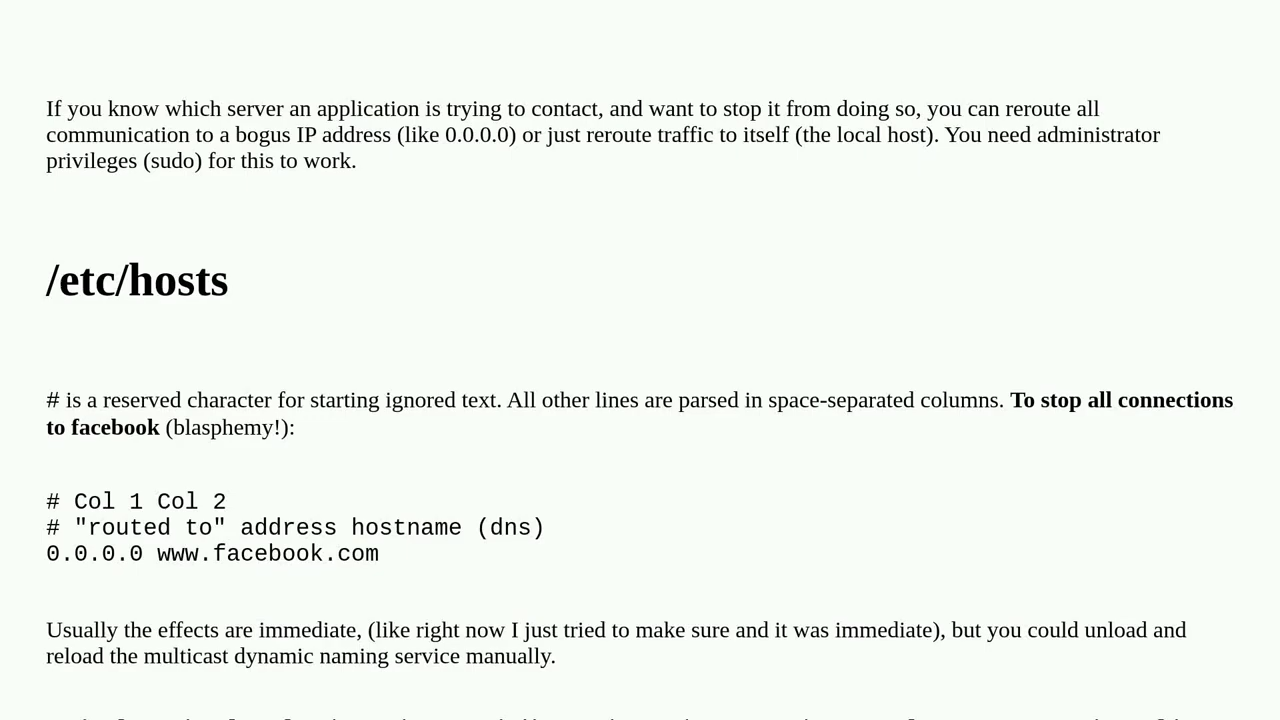 If you know which server an application is trying to contact, and want to stop it from doing so, you can reroute all
communication to a bogus IP address (like 0.0.0.0) or just reroute traffic to itself (the local host). You need administrator
privileges (sudo) for this to work.
/etc/hosts
# is a reserved character for starting ignored text. All other lines are parsed in space-separated columns. To stop all connections
to facebook (blasphemy!):
# Col 1 Col 2
# "routed to" address hostname (dns)
0.0.0.0 www.facebook.com
Usually the effects are immediate, (like right now I just tried to make sure and it was immediate), but you could unload and
reload the multicast dynamic naming service manually.